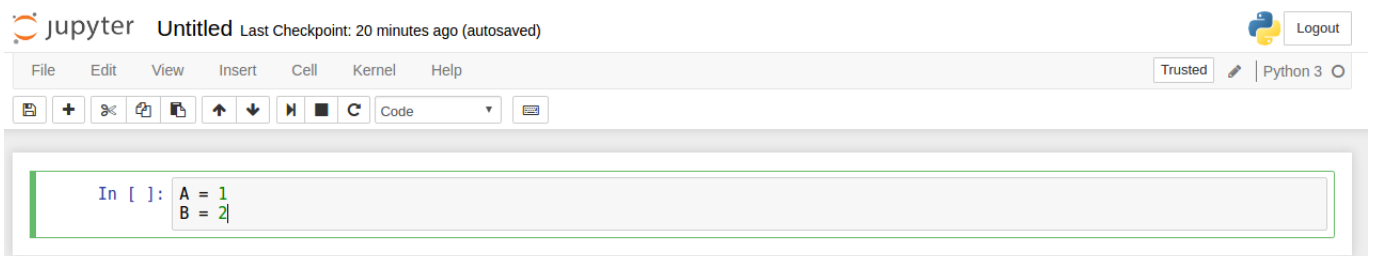 jupyter Untitled Last Checkpoint: 20 minutes ago (autosaved) Logout
File Edit View Insert Cell Kernel Help Trusted Python 3
Code
In [ ]: A = 1
B = 2